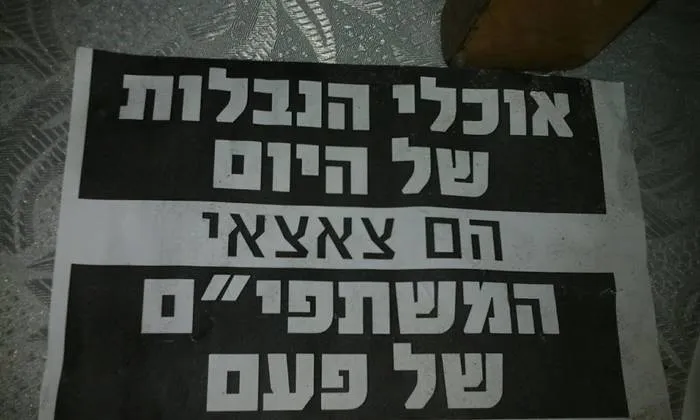 אוכלי הנבלות
של היום
הם צאצאי
המשתפי״ם
של פעם